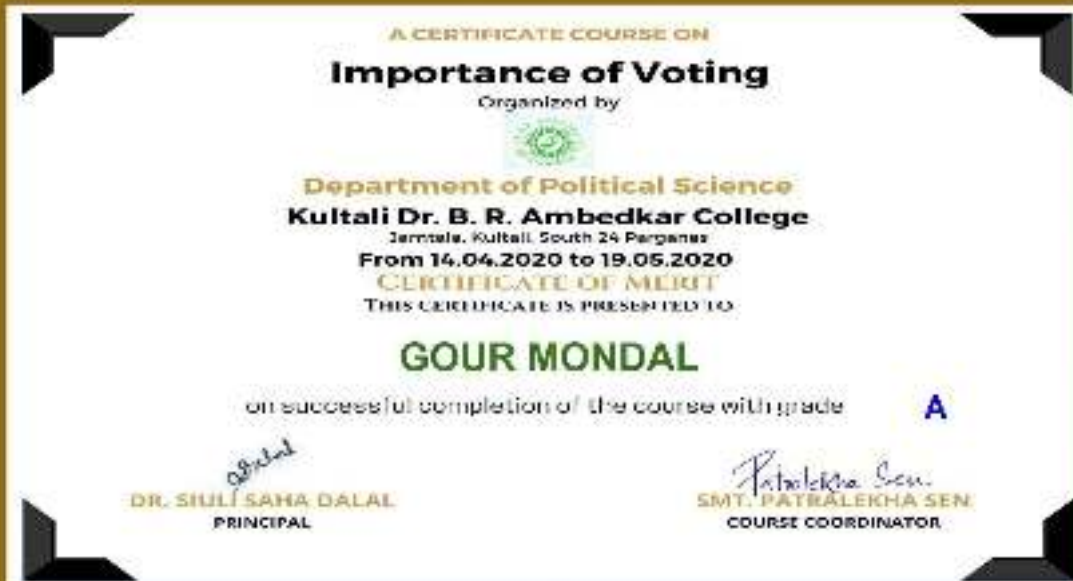 A CERTIFICATE COURSE ON
Importance of Voting
Organized by
Department of Political Science
Kultali Dr. B. R. Ambedkar College
Jamtala, Kultali, South 24 Parganas
From 14.04.2020 to 19.05.2020
CERTIFICATE OF MERIT
THIS CERTIFICATE IS PRESENTED TO
GOUR MONDAL
on successful completion of the course with grade A
Patralekha Sen.
DR. SIULI SAHA DALAL SMT. PATRALEKHA SEN
PRINCIPAL COURSE COORDINATOR